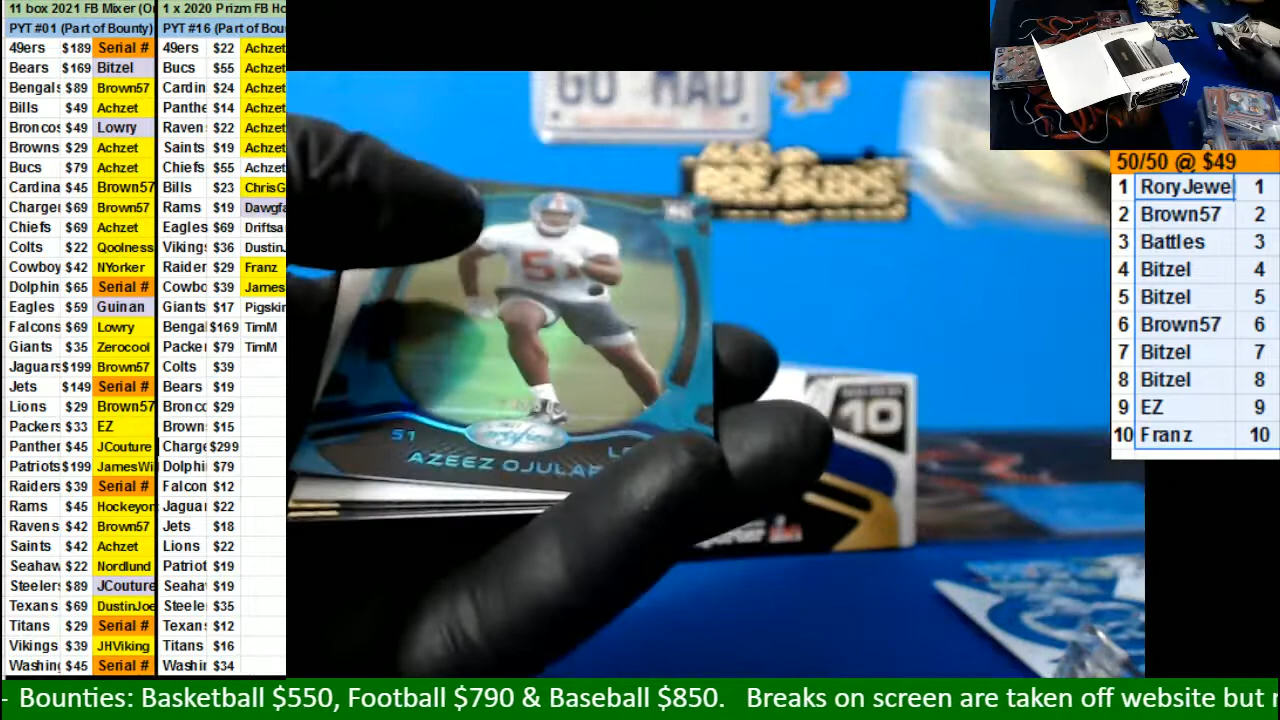 11 box 2021 FB Mixer (Or
PYT #01 (Part of Bounty)
49ers $189 Serial #
Bears $169 Bitzel
Bengals $89 Brown57
Bills $49 Achzet
Broncos $49 Lowry
Browns $29 Achzet
Bucs $79 Achzet
Cardina $45 Brown57
Charge $69 Brown57
Chiefs $69 Achzet
Colts $22 Qoolness
Cowboy $42 NYorker
Dolphin $65 Serial #
Eagles $59 Guinan
Falcons $69 Lowry
Giants $35 Zerocool
Jaguars $199 Brown57
Jets $149 Serial #
Lions $29 Brown57
Packers $33 EZ
Panther $45 JCouture
Patriots $199 JamesWi
Raiders $39 Serial #
Rams $45 Hockeyon
Ravens $42 Brown57
Saints $42 Achzet
Seahaw $22 Nordlund
Steelers $89 JCouture
Texans $69 DustinJoe
Titans $29 Serial #
Vikings $39 JHViking
Washin $45 Serial #
1 x 2020 Prizm FB Ho
PYT #16 (Part of Bou
49ers $22 Achzet
Bucs $55 Achzet
Cardin $24 Achzet
Panthe $14 Achzet
Raven $22 Achzet
Saints $19 Achzet
Chiefs $55 Achzet
Bills $23 ChrisG
Rams $19 Dawgfa
Eagles $69 Driftsa
Viking $36 DustinJ
Raider $29 Franz
Cowbo $39 James
Giants $17 Pigskin
Benga $169 TimM
Packe $79 TimM
Colts $39
Bears $19
Bronco $29
Brown $15
Charge $299
Dolphi $79
Falcon $12
Jagua $22
Jets $18
Lions $22
Patriot $19
Seaha $19
Steele $35
Texan $12
Titans $16
Washi $34
GO MAD
BREAKERS
51
AZEEZ OJULAR
10
50/50 @ $49
1 RoryJewel 1
2 Brown57 2
3 Battles 3
4 Bitzel 4
5 Bitzel 5
6 Brown57 6
7 Bitzel 7
8 Bitzel 8
9 EZ 9
10 Franz 10
- Bounties: Basketball $550, Football $790 & Baseball $850. Breaks on screen are taken off website but